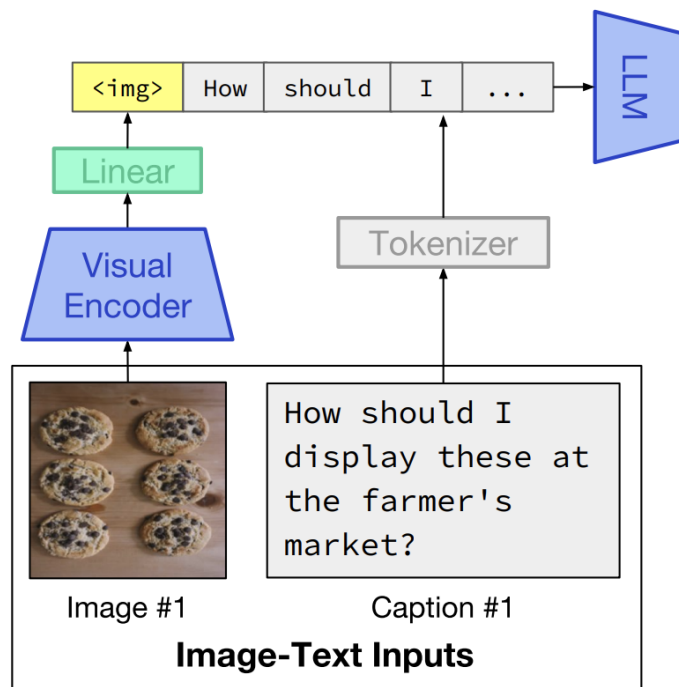 <img> How should I ...
LLM
Linear
Visual
Encoder
Tokenizer
How should I
display these at
the farmer's
market?
Image #1
Caption #1
Image-Text Inputs